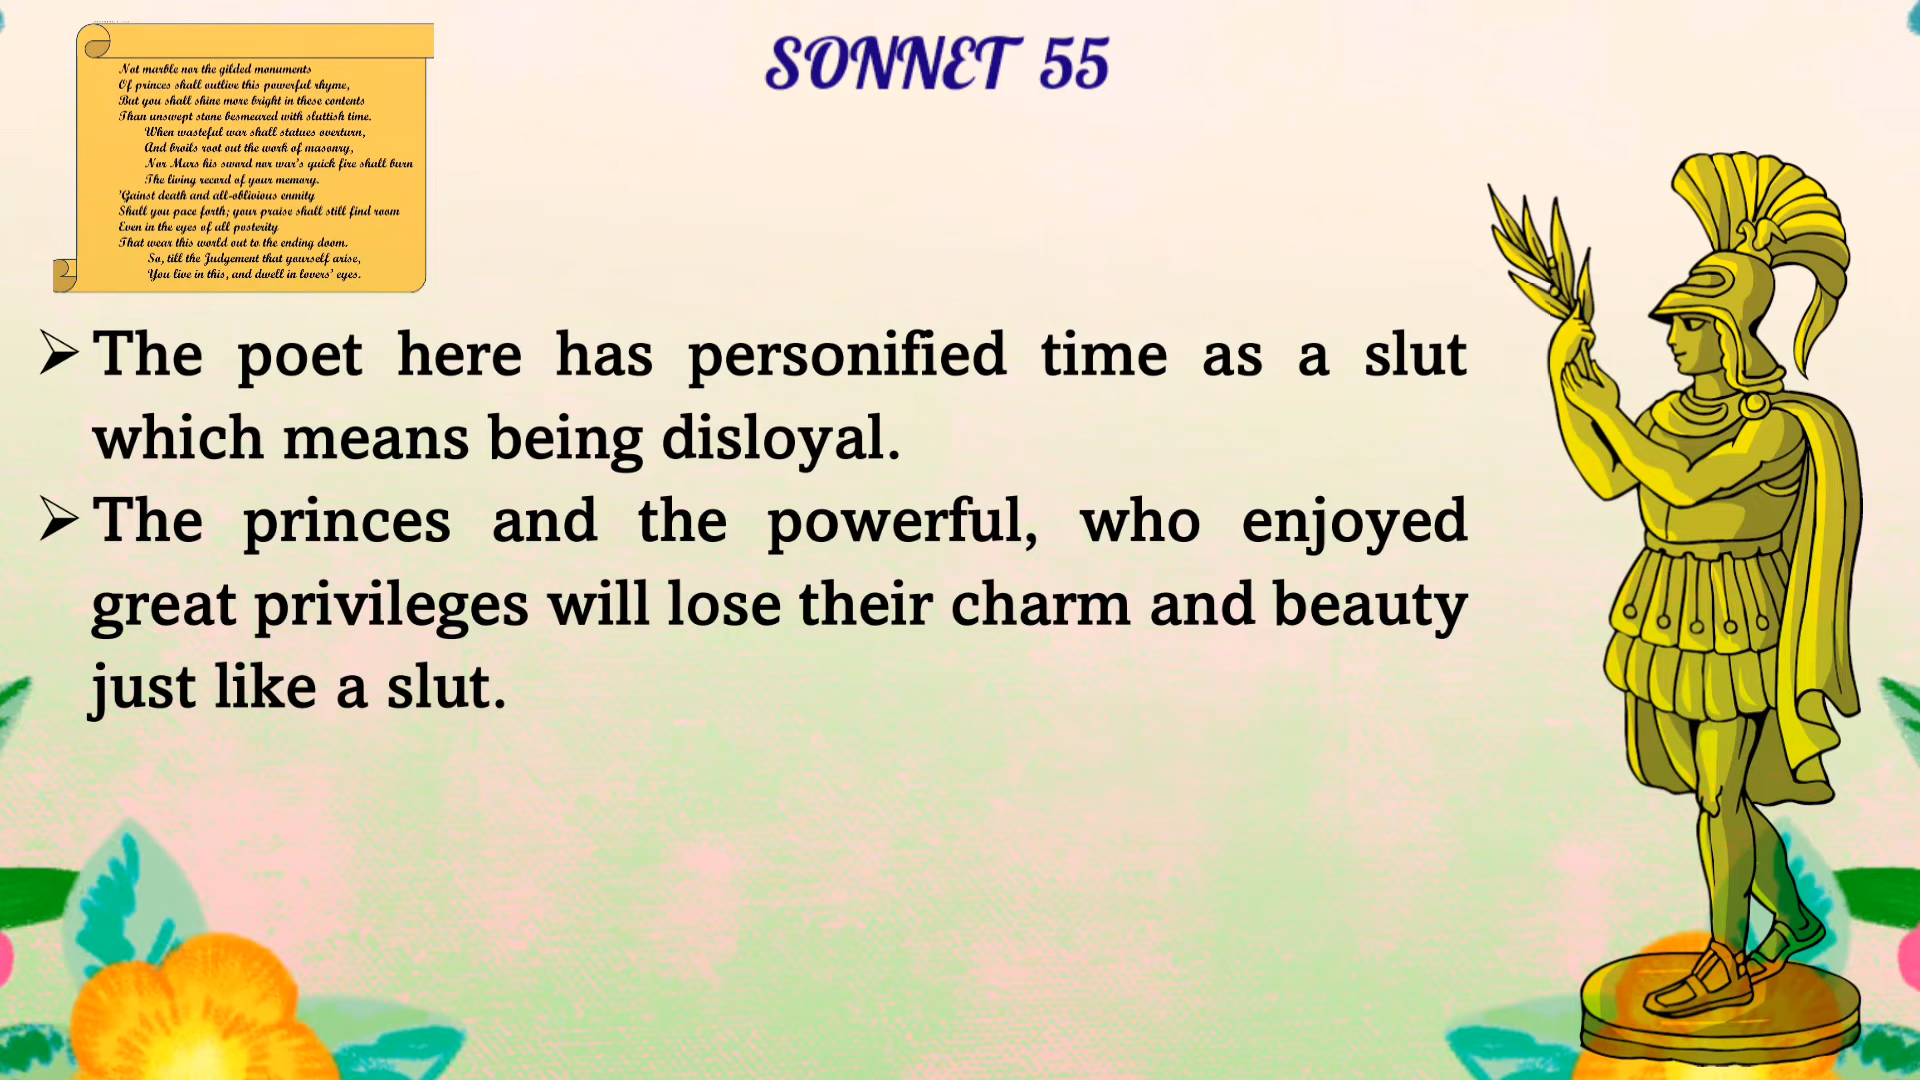 SONNET 55
Not marble nor the gilded monuments
Of princes shall outlive this powerful rhyme,
But you shall shine more bright in these contents
Than unswept stone besmeared with sluttish time.
When wasteful war shall statues overturn,
And broils root out the work of masonry,
Nor Mars his sword nor war's quick fire shall burn
The living record of your memory.
'Gainst death and all-oblivious enmity
Shall you pace forth; your praise shall still find room
Even in the eyes of all posterity
That wear this world out to the ending doom.
So, till the Judgement that yourself arise,
You live in this, and dwell in lovers' eyes.
➢ The poet here has personified time as a slut
which means being disloyal.
➢ The princes and the powerful, who enjoyed
great privileges will lose their charm and beauty
just like a slut.